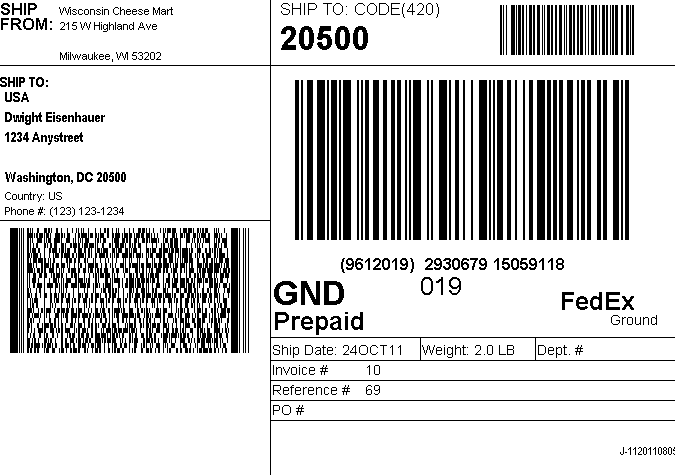 SHIP
FROM:
Wisconsin Cheese Mart
215 W Highland Ave
Milwaukee, WI 53202
SHIP TO: CODE(420)
20500
SHIP TO:
USA
Dwight Eisenhauer
1234 Anystreet
Washington, DC 20500
Country: US
Phone #: (123) 123-1234
(9612019) 2930679 15059118
GND
019
FedEx
Prepaid
Ground
Ship Date: 24OCT11 Weight: 2.0 LB Dept. #
Invoice # 10
Reference # 69
PO #
J-1120110805